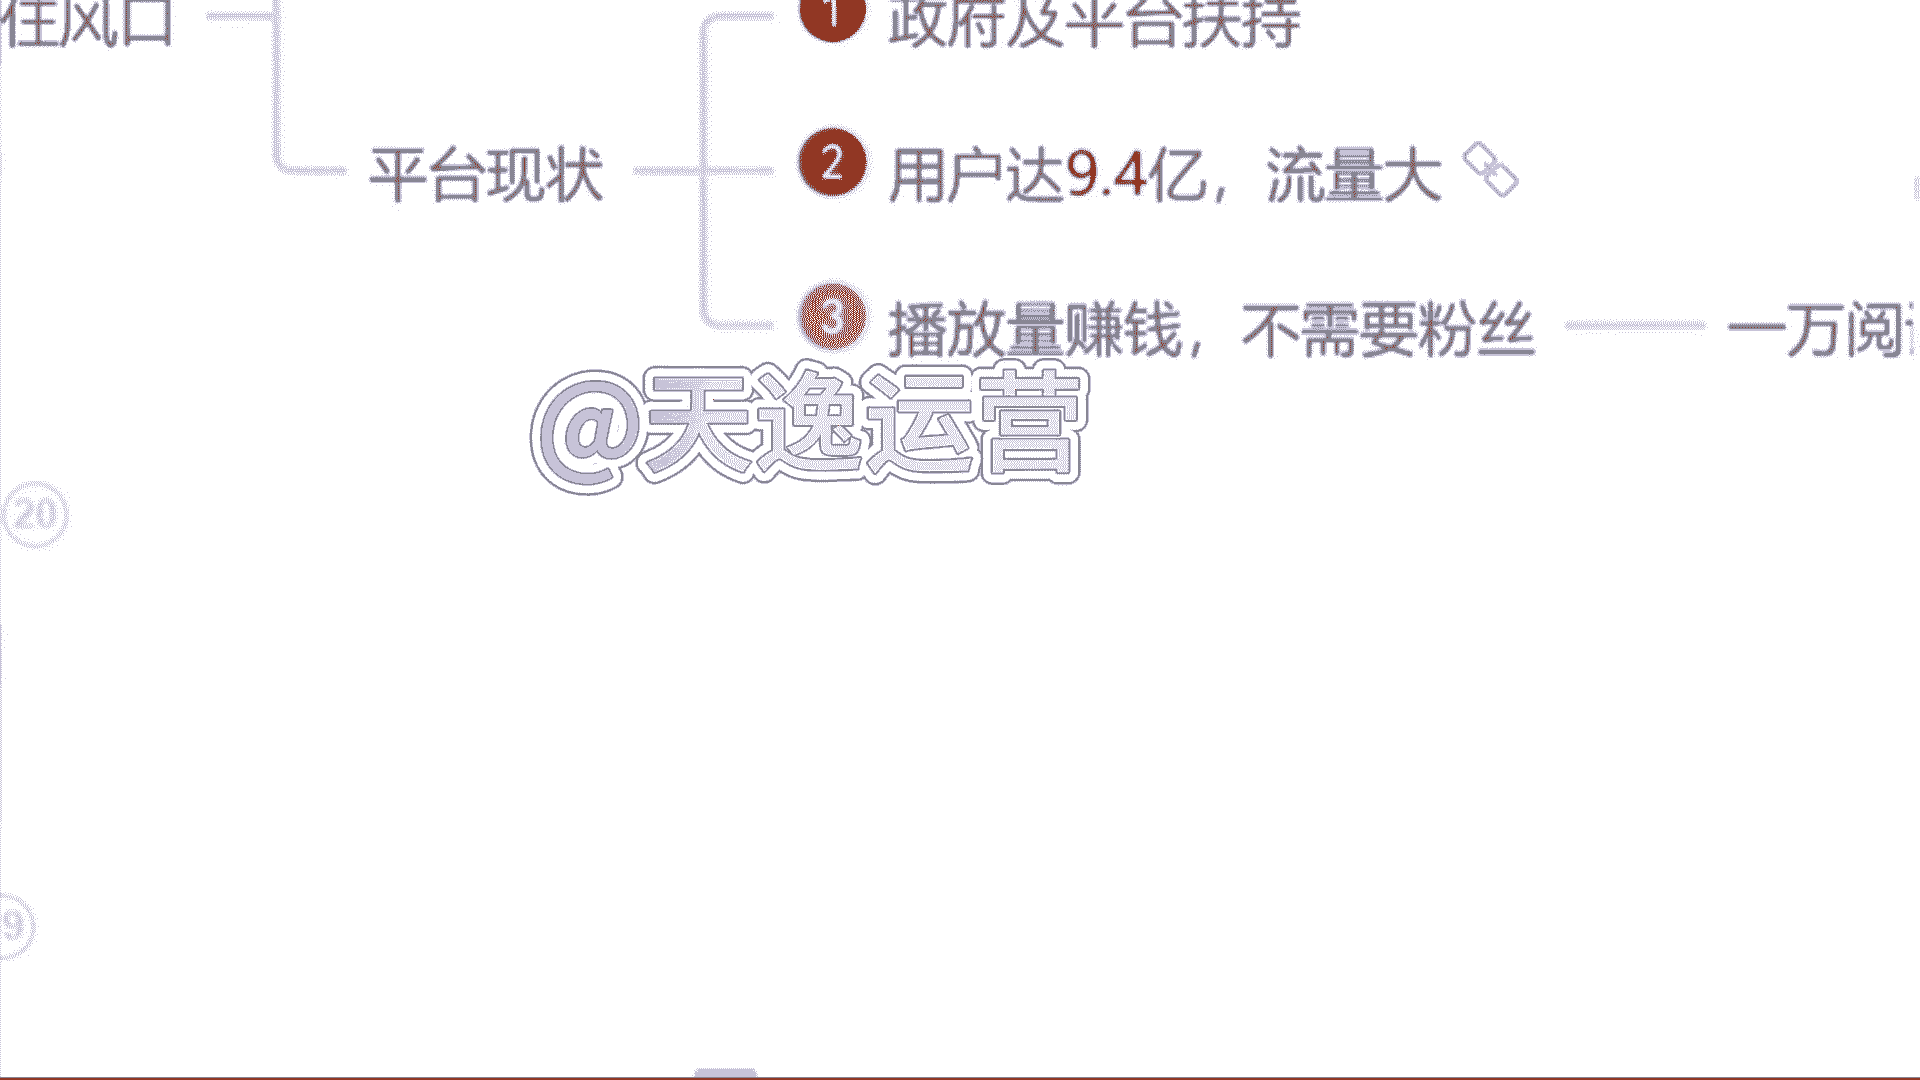 住风口
1 政府及平台扶持
平台现状
2 用户达9.4亿，流量大
3 播放量赚钱，不需要粉丝
一万阅
@天逸运营
20
9